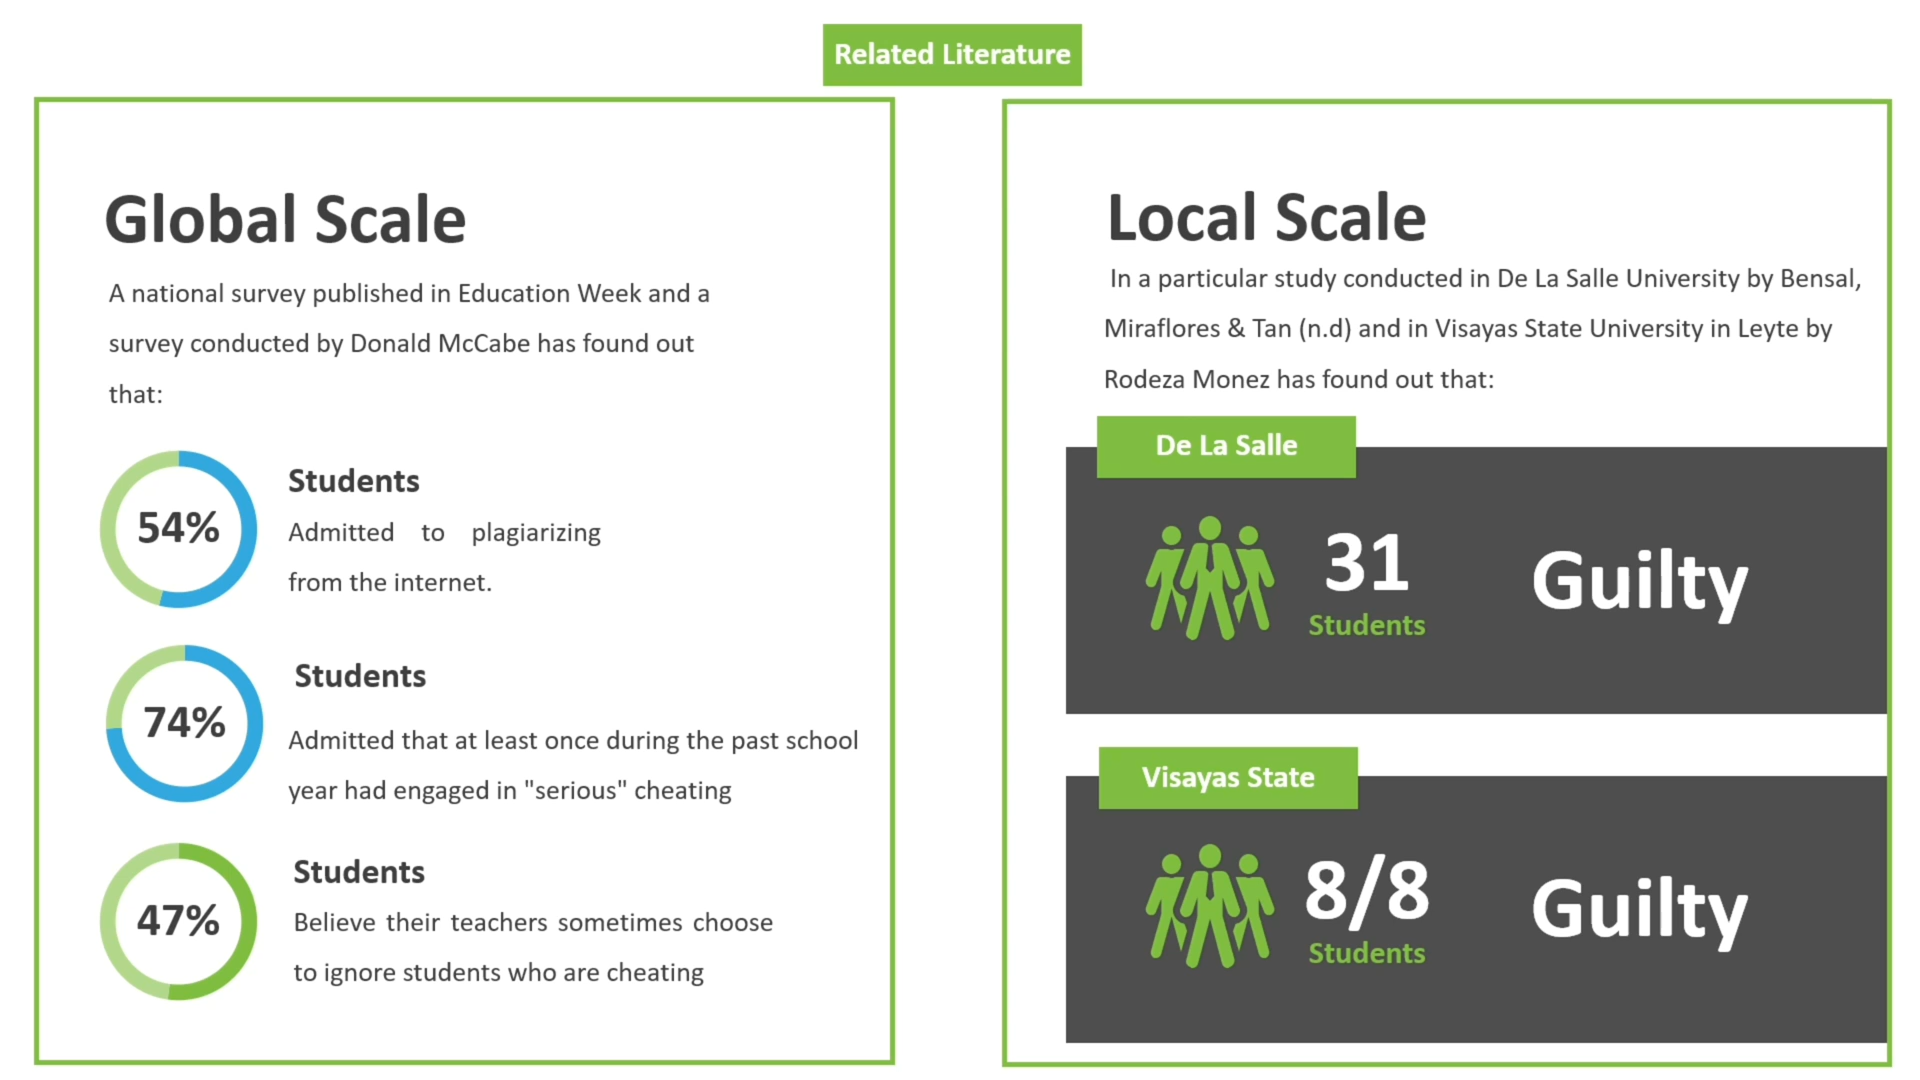 Related Literature
Global Scale
A national survey published in Education Week and a
survey conducted by Donald McCabe has found out
that:
54%
Students
Admitted to plagiarizing
from the internet.
74%
Students
Admitted that at least once during the past school
year had engaged in "serious" cheating
47%
Students
Believe their teachers sometimes choose
to ignore students who are cheating
Local Scale
In a particular study conducted in De La Salle University by Bensal,
Miraflores & Tan (n.d) and in Visayas State University in Leyte by
Rodeza Monez has found out that:
De La Salle
31
Students
Guilty
Visayas State
8/8
Students
Guilty